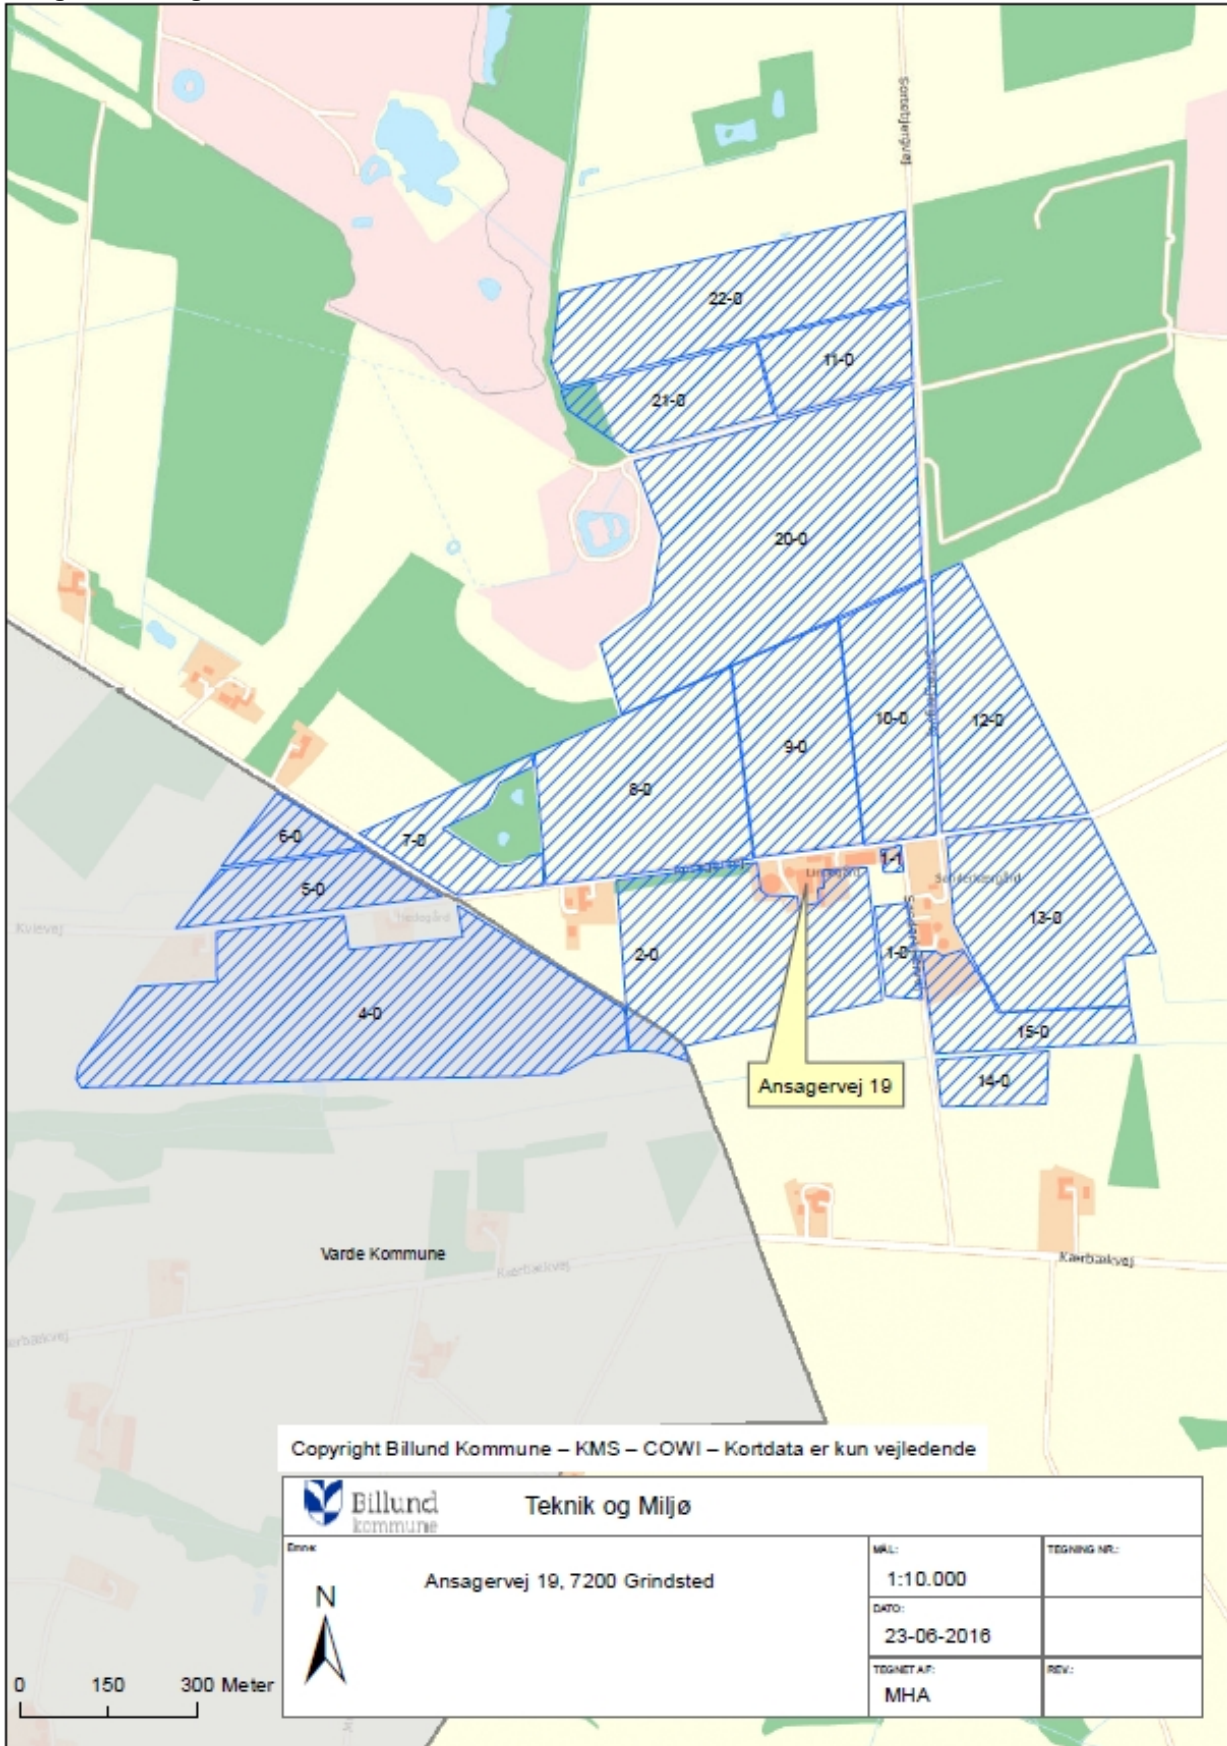 Sortebjergvej
22-0
11-0
21-0
20-0
10-0
12-0
9-0
8-0
7-0
6-0
5-0
1-1
Kvievej
13-0
2-0
1-0
4-0
15-0
14-0
Ansagervej 19
Varde Kommune
Kærbækvej
Kærbækvej
Copyright Billund Kommune – KMS – COWI – Kortdata er kun vejledende
Billund
kommune
Teknik og Miljø
Emne:
Ansagervej 19, 7200 Grindsted
N
MÅL:
1:10.000
TEGNING NR.:
DATO:
23-06-2016
TEGNET AF:
MHA
REV.:
0 150 300 Meter